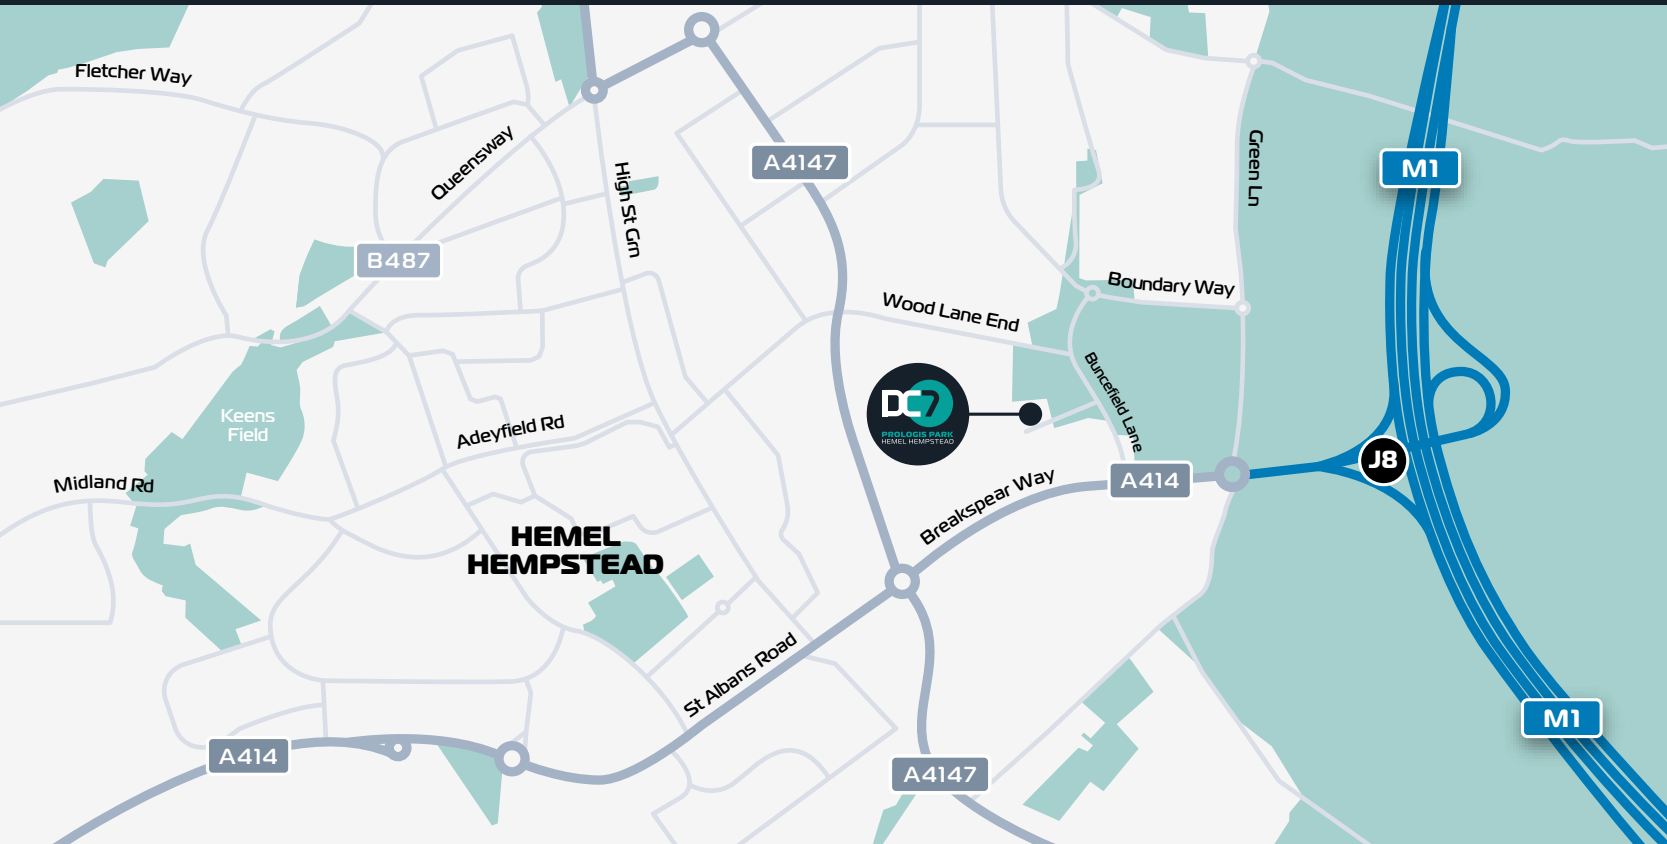 Fletcher Way
Queensway
High St Grn
A4147
Green Ln
M1
B487
Boundary Way
Wood Lane End
Buncefield Lane
DC7
PROLOGIS PARK
HEMEL HEMPSTEAD
Keens
Field
Adeyfield Rd
J8
Midland Rd
A414
Breakspear Way
HEMEL
HEMPSTEAD
St Albans Road
M1
A414
A4147